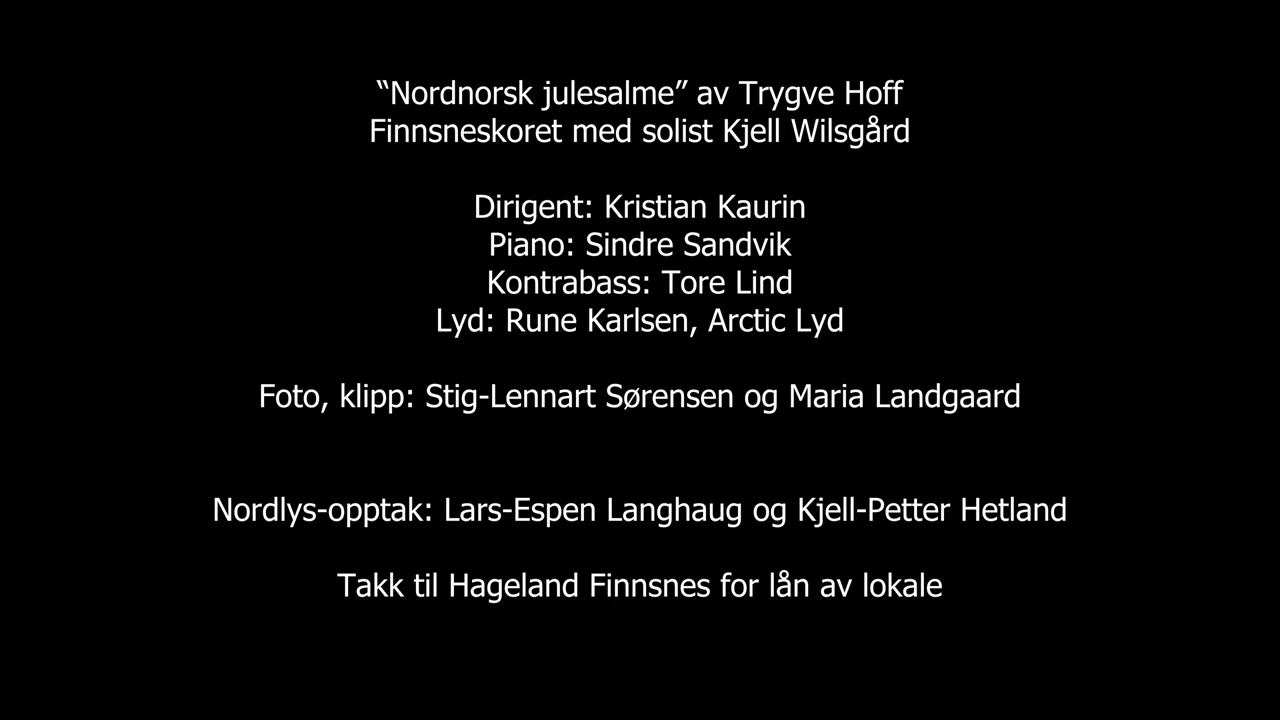 “Nordnorsk julesalme” av Trygve Hoff
Finnsneskoret med solist Kjell Wilsgård
Dirigent: Kristian Kaurin
Piano: Sindre Sandvik
Kontrabass: Tore Lind
Lyd: Rune Karlsen, Arctic Lyd
Foto, klipp: Stig-Lennart Sørensen og Maria Landgaard
Nordlys-opptak: Lars-Espen Langhaug og Kjell-Petter Hetland
Takk til Hageland Finnsnes for lån av lokale